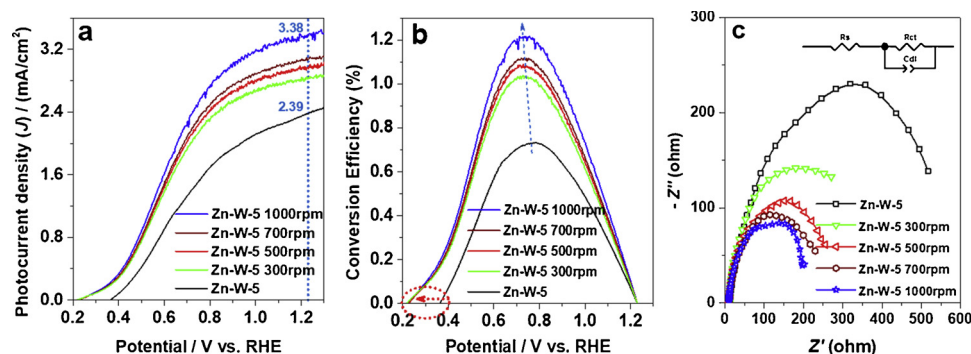 a
Photocurrent density (J) / (mA/cm²)
3.2
2.4
1.6
0.8
0.0
3.38
2.39
Zn-W-5 1000rpm
Zn-W-5 700rpm
Zn-W-5 500rpm
Zn-W-5 300rpm
Zn-W-5
0.2 0.4 0.6 0.8 1.0 1.2
Potential / V vs. RHE
b
Conversion Efficiency (%)
1.2
1.0
0.8
0.6
0.4
0.2
0.0
Zn-W-5 1000rpm
Zn-W-5 700rpm
Zn-W-5 500rpm
Zn-W-5 300rpm
Zn-W-5
0.2 0.4 0.6 0.8 1.0 1.2
Potential / V vs. RHE
c
- Z″ (ohm)
-300
-200
-100
0
Rs
Rct
Cdl
Zn-W-5
Zn-W-5 300rpm
Zn-W-5 500rpm
Zn-W-5 700rpm
Zn-W-5 1000rpm
0 100 200 300 400 500 600
Z′ (ohm)